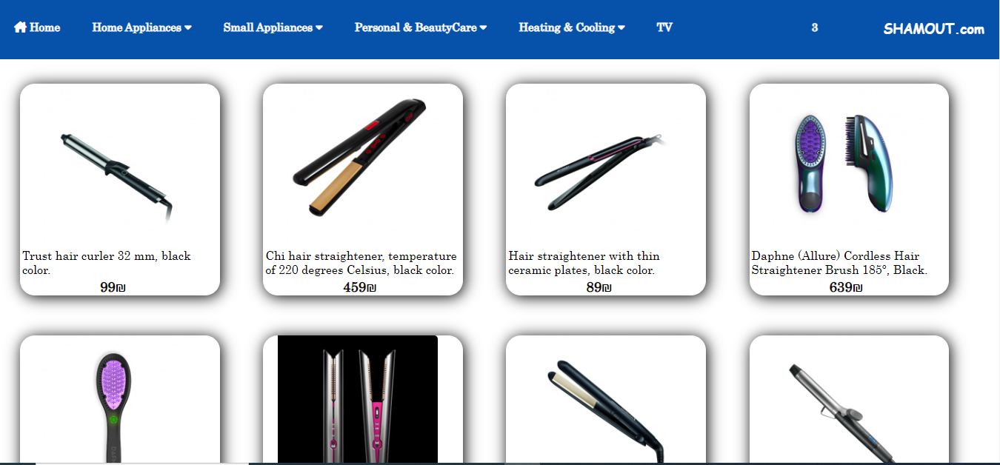 Home
Home Appliances
Small Appliances
Personal & BeautyCare
Heating & Cooling
TV
3
SHAMOUT.com
Trust hair curler 32 mm, black
color.
99₪
Chi hair straightener, temperature
of 220 degrees Celsius, black color.
459₪
Hair straightener with thin
ceramic plates, black color.
89₪
Daphne (Allure) Cordless Hair
Straightener Brush 185°, Black.
639₪